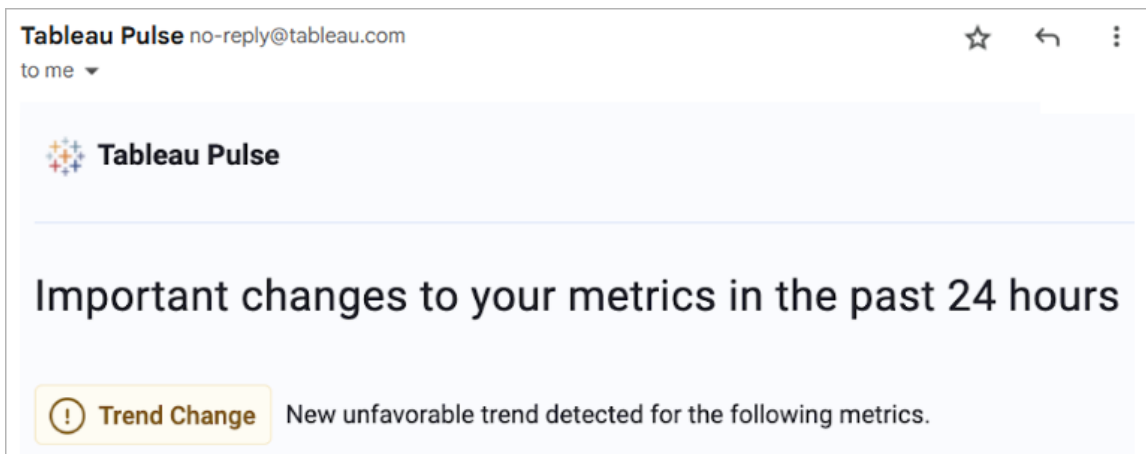 Tableau Pulse no-reply@tableau.com
to me
Tableau Pulse
Important changes to your metrics in the past 24 hours
Trend Change New unfavorable trend detected for the following metrics.